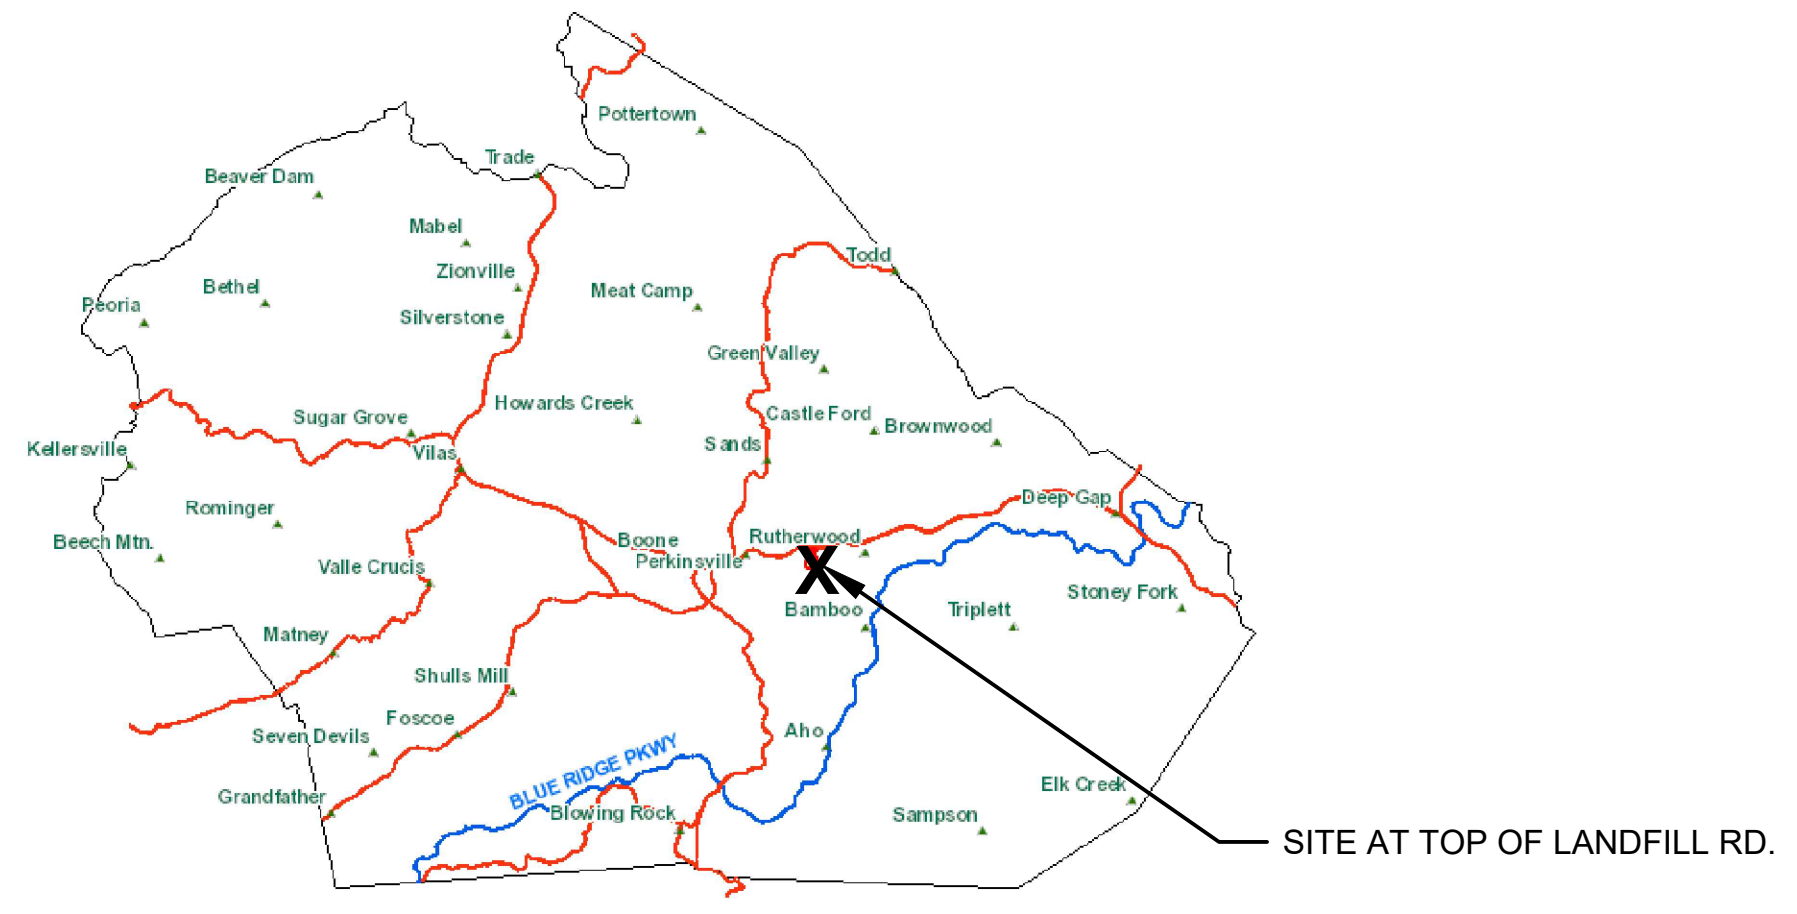 Pottertown
Trade
Beaver Dam
Mabel
Todd
Zionville
Bethel
Meat Camp
Peoria
Silverstone
Green Valley
Howards Creek
Castle Ford
Sugar Grove
Brownwood
Sands
Kellersville
Vilas
Deep Gap
Rominger
Rutherwood
Boone
Beech Mtn.
Perkinsville
Valle Crucis
X
Stoney Fork
Bamboo
Triplett
Matney
Shulls Mill
Foscoe
Aho
Seven Devils
BLUE RIDGE PKWY
Elk Creek
Grandfather
Blowing Rock
Sampson
SITE AT TOP OF LANDFILL RD.